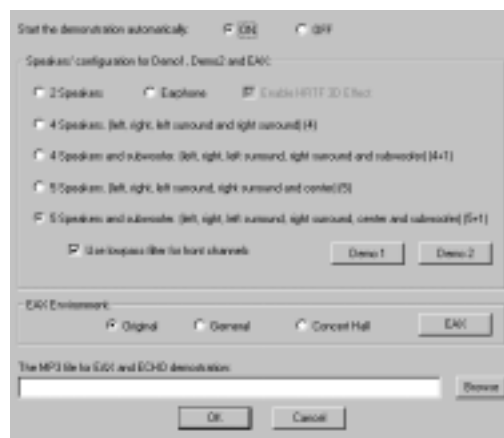 Start the demonstration automatically: ON OFF
Speakers' configuration for Demo1, Demo2 and EAX:
2 Speakers Earphone Enable HRTF 3D Effect
4 Speakers: (left, right, left surround and right surround) (4)
4 Speakers and subwoofer: (left, right, left surround, right surround and subwoofer) (4+1)
5 Speakers: (left, right, left surround, right surround and center) (5)
5 Speakers and subwoofer: (left, right, left surround, right surround, center and subwoofer) (5+1)
Use lowpass filter for front channels Demo 1 Demo 2
EAX Environment:
Original General Concert Hall EAX
The MP3 file for EAX and ECHO demonstration:
Browse
OK Cancel